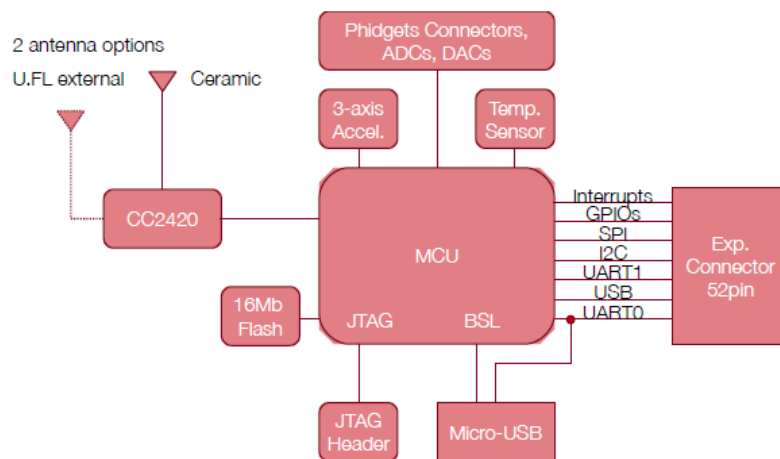 2 antenna options
U.FL external
Ceramic
Phidgets Connectors,
ADCs, DACs
3-axis
Accel.
Temp.
Sensor
CC2420
MCU
Interrupts
GPIOs
SPI
I2C
UART1
USB
UART0
Exp.
Connector
52pin
16Mb
Flash
JTAG
BSL
JTAG
Header
Micro-USB